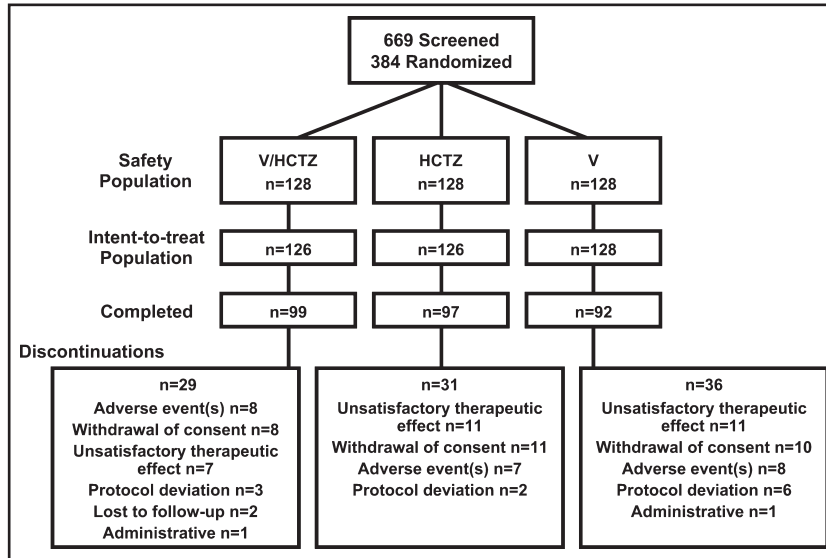 669 Screened
384 Randomized
Safety
Population
V/HCTZ
n=128
HCTZ
n=128
V
n=128
Intent-to-treat
Population
n=126
n=126
n=128
Completed
n=99
n=97
n=92
Discontinuations
n=29
Adverse event(s) n=8
Withdrawal of consent n=8
Unsatisfactory therapeutic
effect n=7
Protocol deviation n=3
Lost to follow-up n=2
Administrative n=1
n=31
Unsatisfactory therapeutic
effect n=11
Withdrawal of consent n=11
Adverse event(s) n=7
Protocol deviation n=2
n=36
Unsatisfactory therapeutic
effect n=11
Withdrawal of consent n=10
Adverse event(s) n=8
Protocol deviation n=6
Administrative n=1